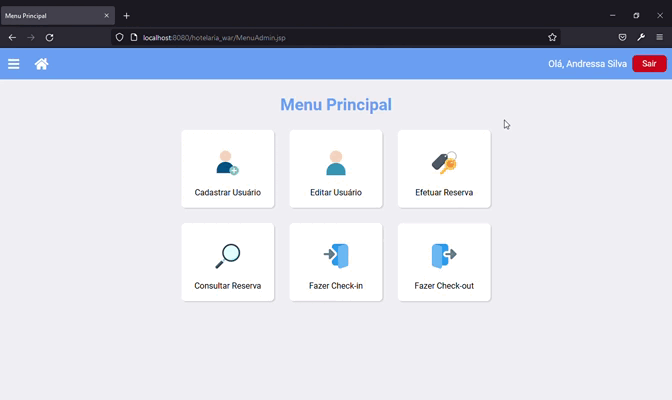 Menu Principal
localhost:8080/hotelaria_war/MenuAdmin.jsp
Olá, Andressa Silva
Sair
Menu Principal
Cadastrar Usuário
Editar Usuário
Efetuar Reserva
Consultar Reserva
Fazer Check-in
Fazer Check-out